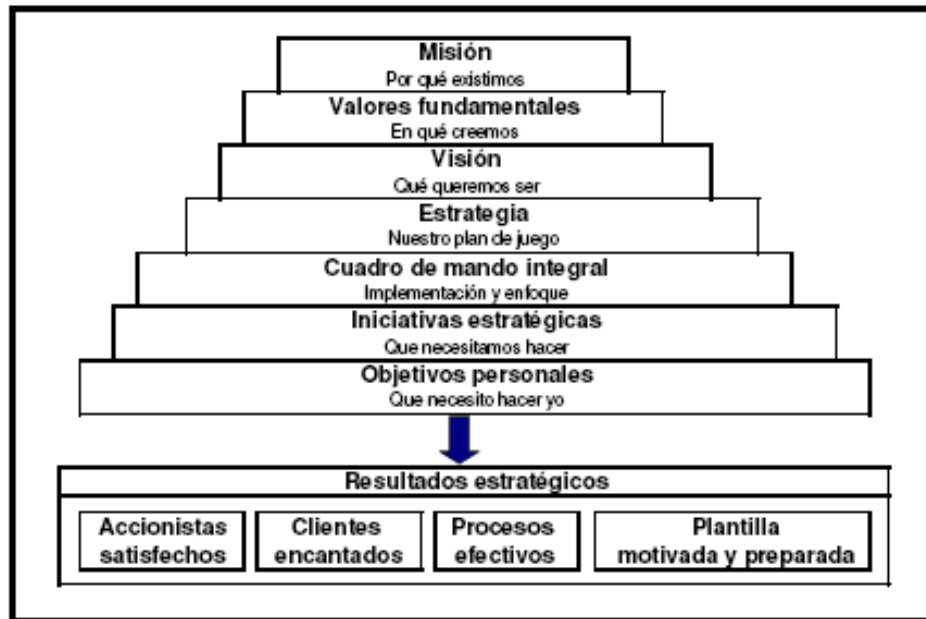 Misión
Por qué existimos
Valores fundamentales
En qué creemos
Visión
Qué queremos ser
Estrategia
Nuestro plan de juego
Cuadro de mando integral
Implementación y enfoque
Iniciativas estratégicas
Que necesitamos hacer
Objetivos personales
Que necesito hacer yo
Resultados estratégicos
Accionistas
satisfechos
Clientes
encantados
Procesos
efectivos
Plantilla
motivada y preparada